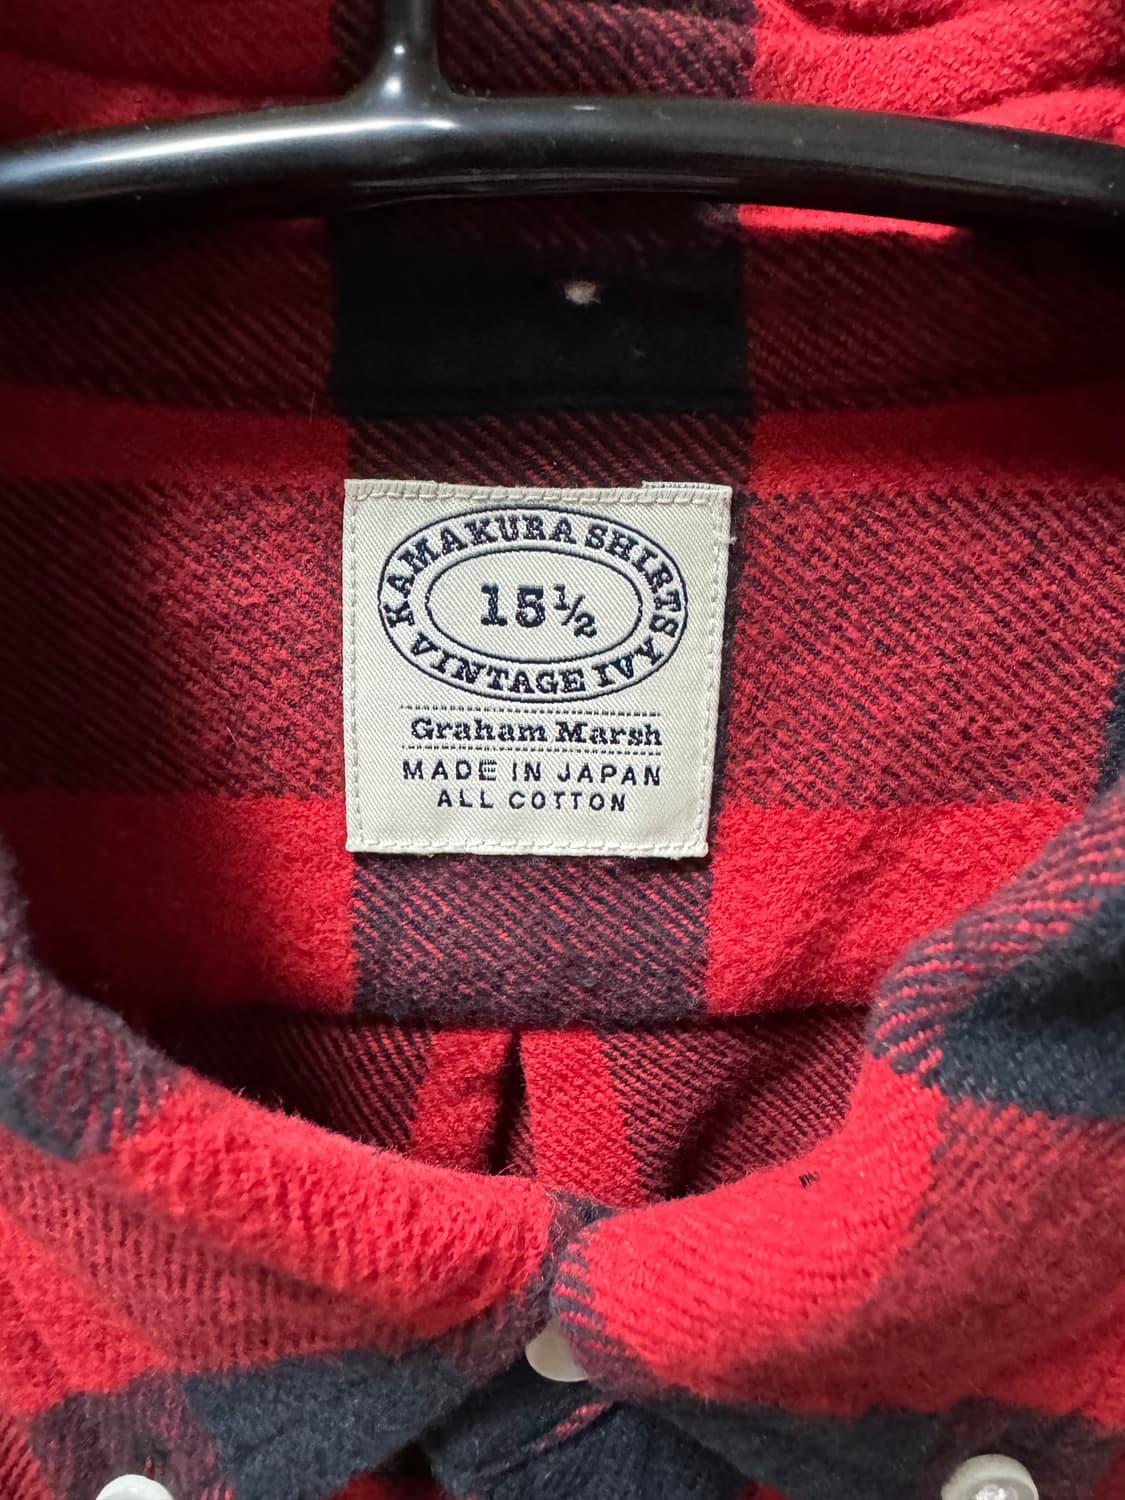 KAMAKURA SHIRTS
15½
VINTAGE IVY
Graham Marsh
MADE IN JAPAN
ALL COTTON